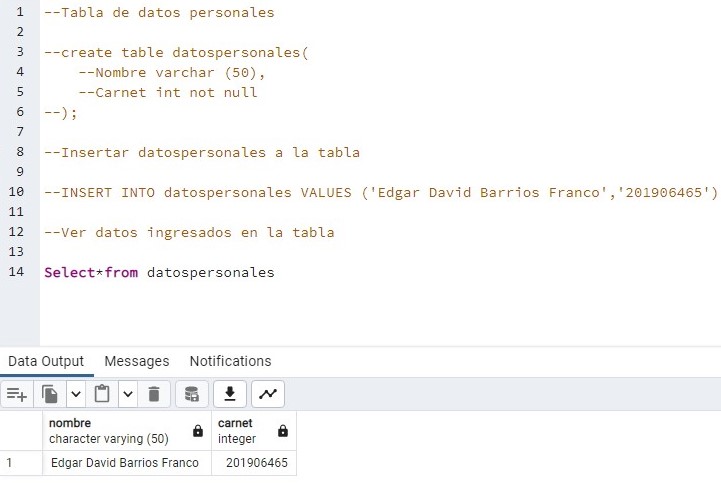 1 --Tabla de datos personales
2
3 --create table datospersonales(
4 --Nombre varchar (50),
5 --Carnet int not null
6 --);
7
8 --Insertar datospersonales a la tabla
9
10 --INSERT INTO datospersonales VALUES ('Edgar David Barrios Franco','201906465')
11
12 --Ver datos ingresados en la tabla
13
14 Select*from datospersonales
Data Output Messages Notifications
nombre carnet
character varying (50) integer
1 Edgar David Barrios Franco 201906465